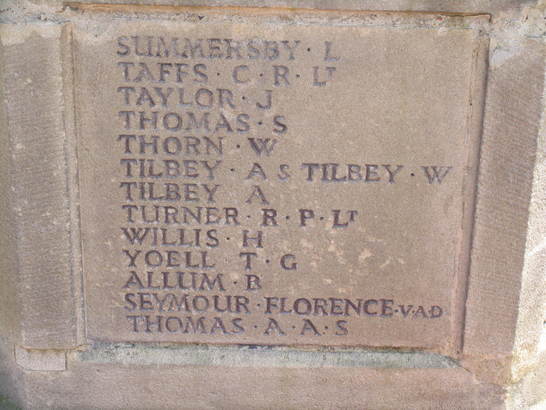 SUMMERSBY · L
TAFFS · C · R · LT
TAYLOR · J
THOMAS · S
THORN · W
TILBEY · A & TILBEY · W
TILBEY A
TURNER · R · P · LT
WILLIS · H
YOELL T · G
ALLUM · B
SEYMOUR · FLORENCE · V·A·D
THOMAS · A · A · S